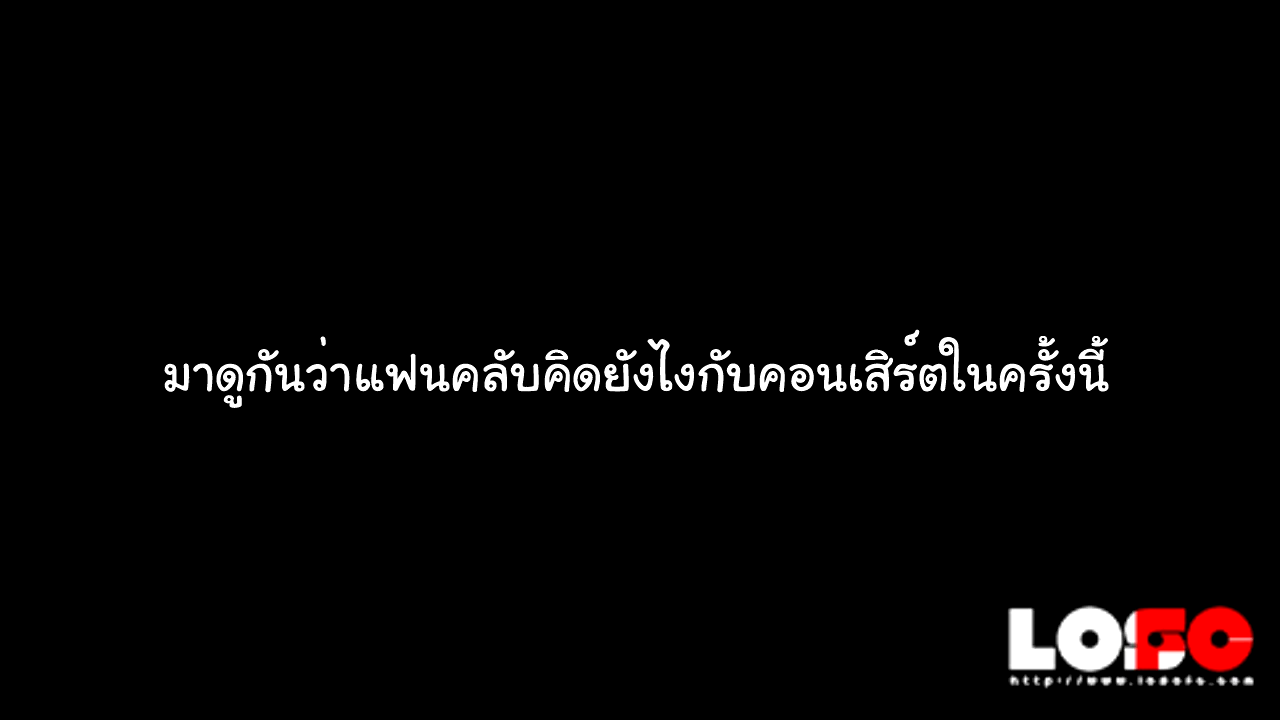 มาดูกันว่าแฟนคลับคิดยังไงกับคอนเสิร์ตในครั้งนี้